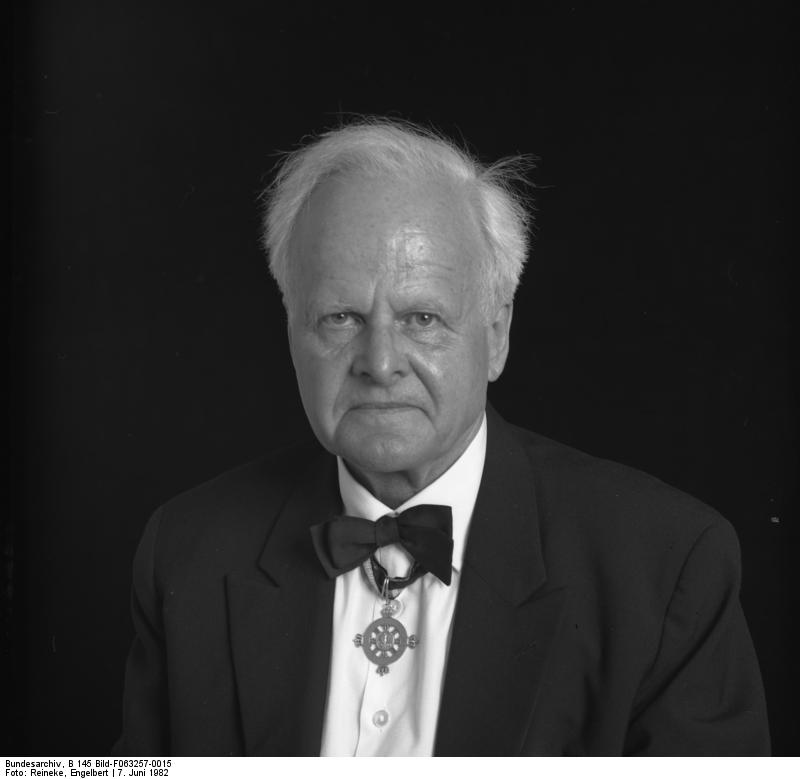 Bundesarchiv, B 145 Bild-F063257-0015
Foto: Reineke, Engelbert | 7. Juni 1982